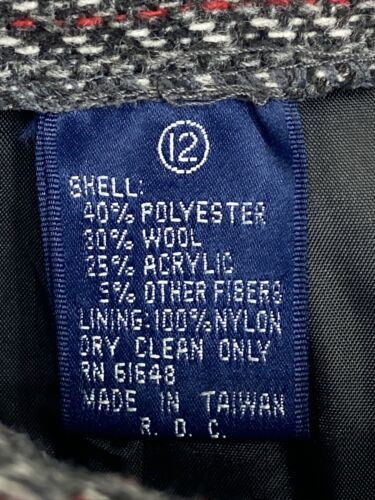 12
SHELL:
40% POLYESTER
30% WOOL
25% ACRYLIC
5% OTHER FIBERS
LINING: 100% NYLON
DRY CLEAN ONLY
RN 61648
MADE IN TAIWAN
R. O. C.